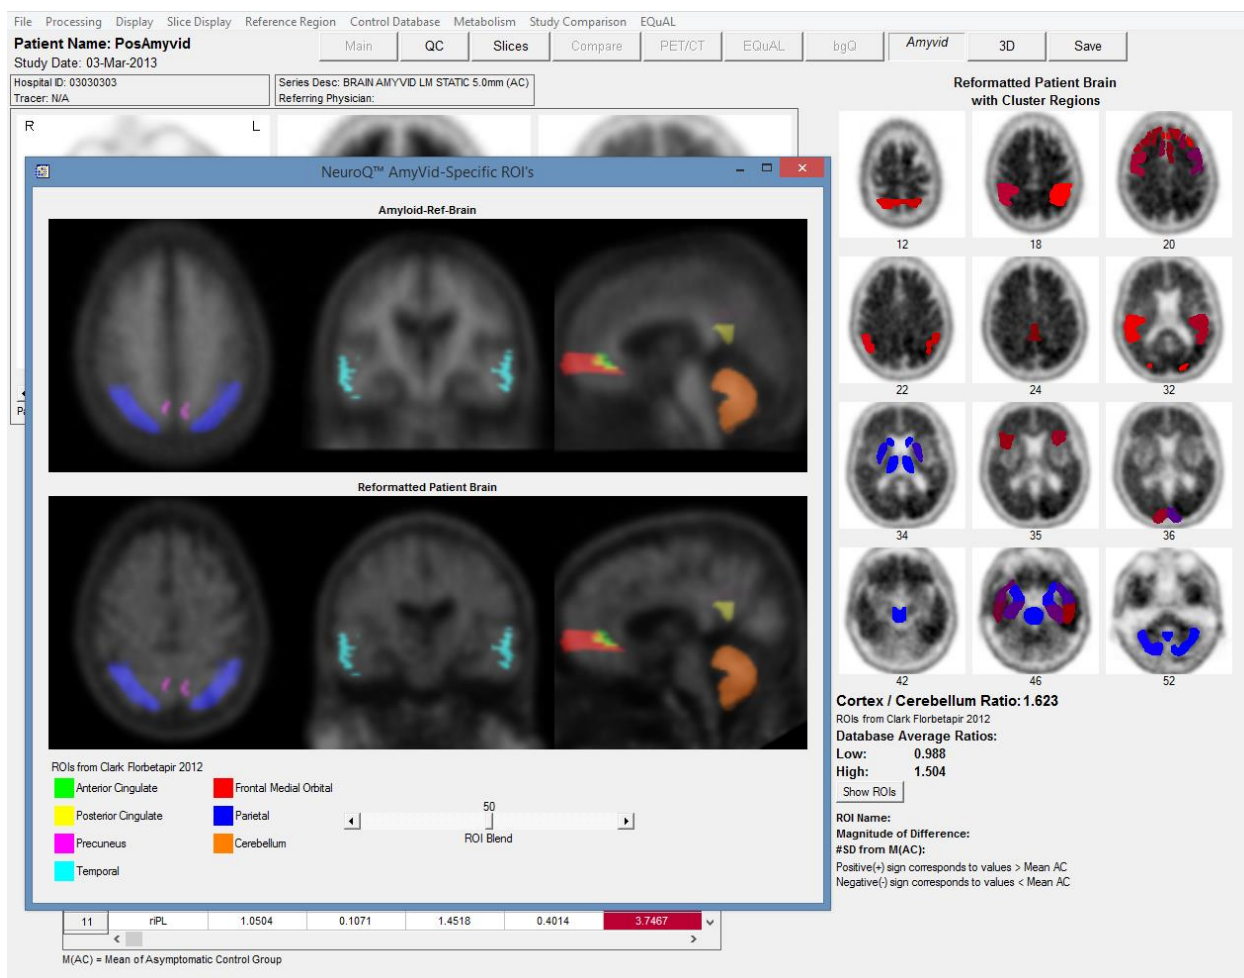 File Processing Display Slice Display Reference Region Control Database Metabolism Study Comparison EQuAL
Patient Name: PosAmyvid
Study Date: 03-Mar-2013
Main QC Slices Compare PET/CT EQuAL bgQ Amyvid 3D Save
Hospital ID: 03030303
Tracer: N/A
Series Desc: BRAIN AMYVID LM STATIC 5.0mm (AC)
Referring Physician:
R L
Reformatted Patient Brain
with Cluster Regions
NeuroQ™ AmyVid-Specific ROI's
Amyloid-Ref-Brain
Reformatted Patient Brain
ROIs from Clark Florbetapir 2012
Anterior Cingulate
Frontal Medial Orbital
Posterior Cingulate
Parietal
Precuneus
Cerebellum
Temporal
50
ROI Blend
12 18 20
22 24 32
34 35 36
42 46 52
Cortex / Cerebellum Ratio: 1.623
ROIs from Clark Florbetapir 2012
Database Average Ratios:
Low: 0.988
High: 1.504
Show ROIs
ROI Name:
Magnitude of Difference:
#SD from M(AC):
Positive(+) sign corresponds to values > Mean AC
Negative(-) sign corresponds to values < Mean AC
11 riPL 1.0504 0.1071 1.4518 0.4014 3.7467
M(AC) = Mean of Asymptomatic Control Group